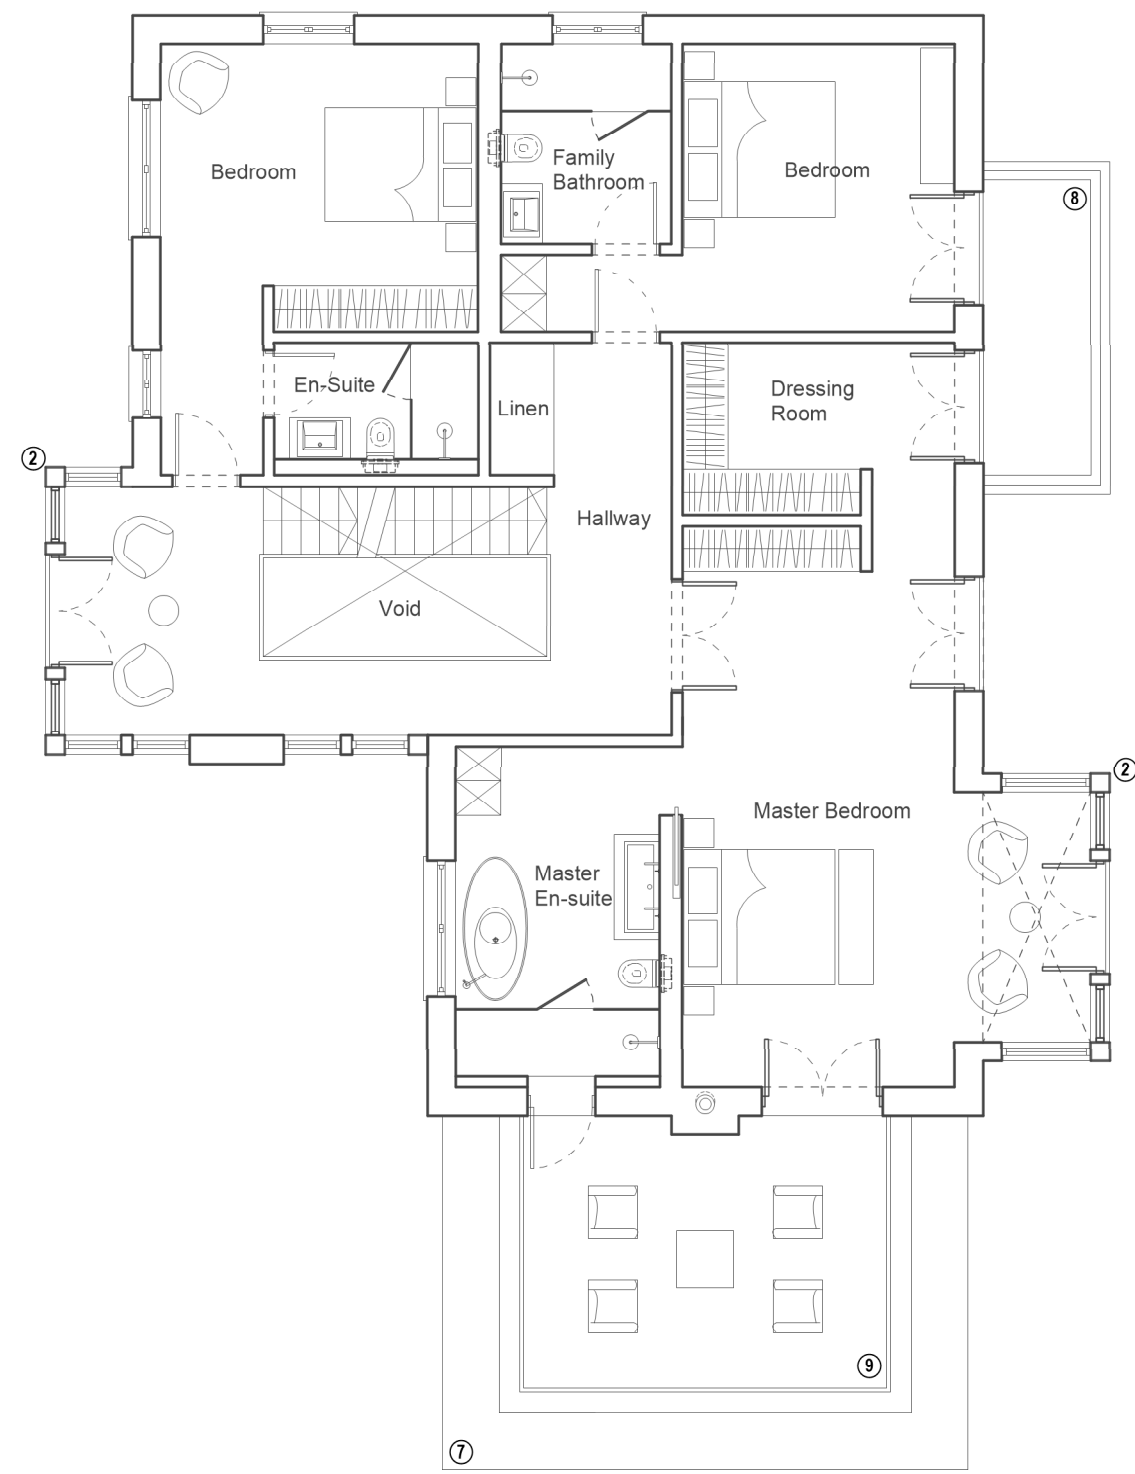 Family
Bathroom
Bedroom
Bedroom
8
En-Suite
Linen
Dressing
Room
2
Hallway
Void
2
Master Bedroom
Master
En-suite
9
7